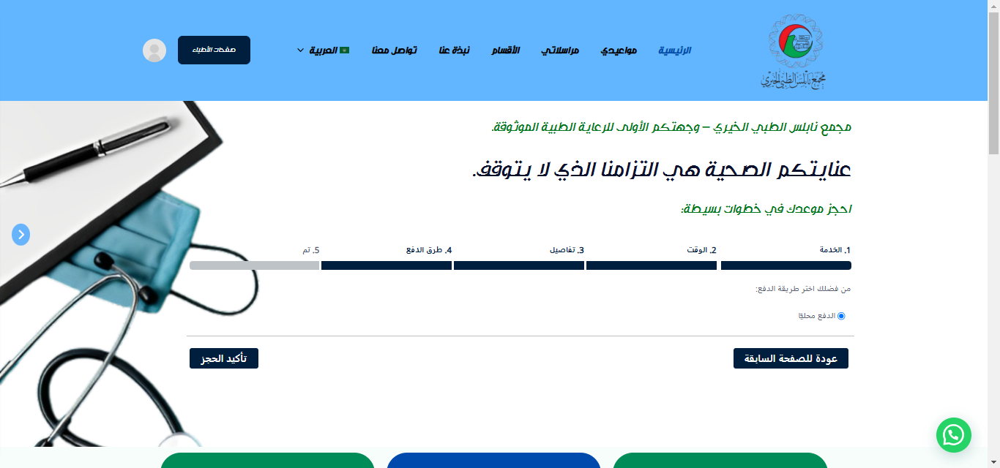 مجمع نابلس الطبي الخيري
الرئيسية
مواعيدي
مراسلاتي
الأقسام
نبذة عنا
تواصل معنا
العربية
صفحات الأطباء
مجمع نابلس الطبي الخيري – وجهتكم الأولى للرعاية الطبية الموثوقة.
عنايتكم الصحية هي التزامنا الذي لا يتوقف.
احجز موعدك في خطوات بسيطة:
1. الخدمة
2. الوقت
3. تفاصيل
4. طرق الدفع
5. تم
من فضلك اختر طريقة الدفع:
الدفع محليًا
عودة للصفحة السابقة
تأكيد الحجز